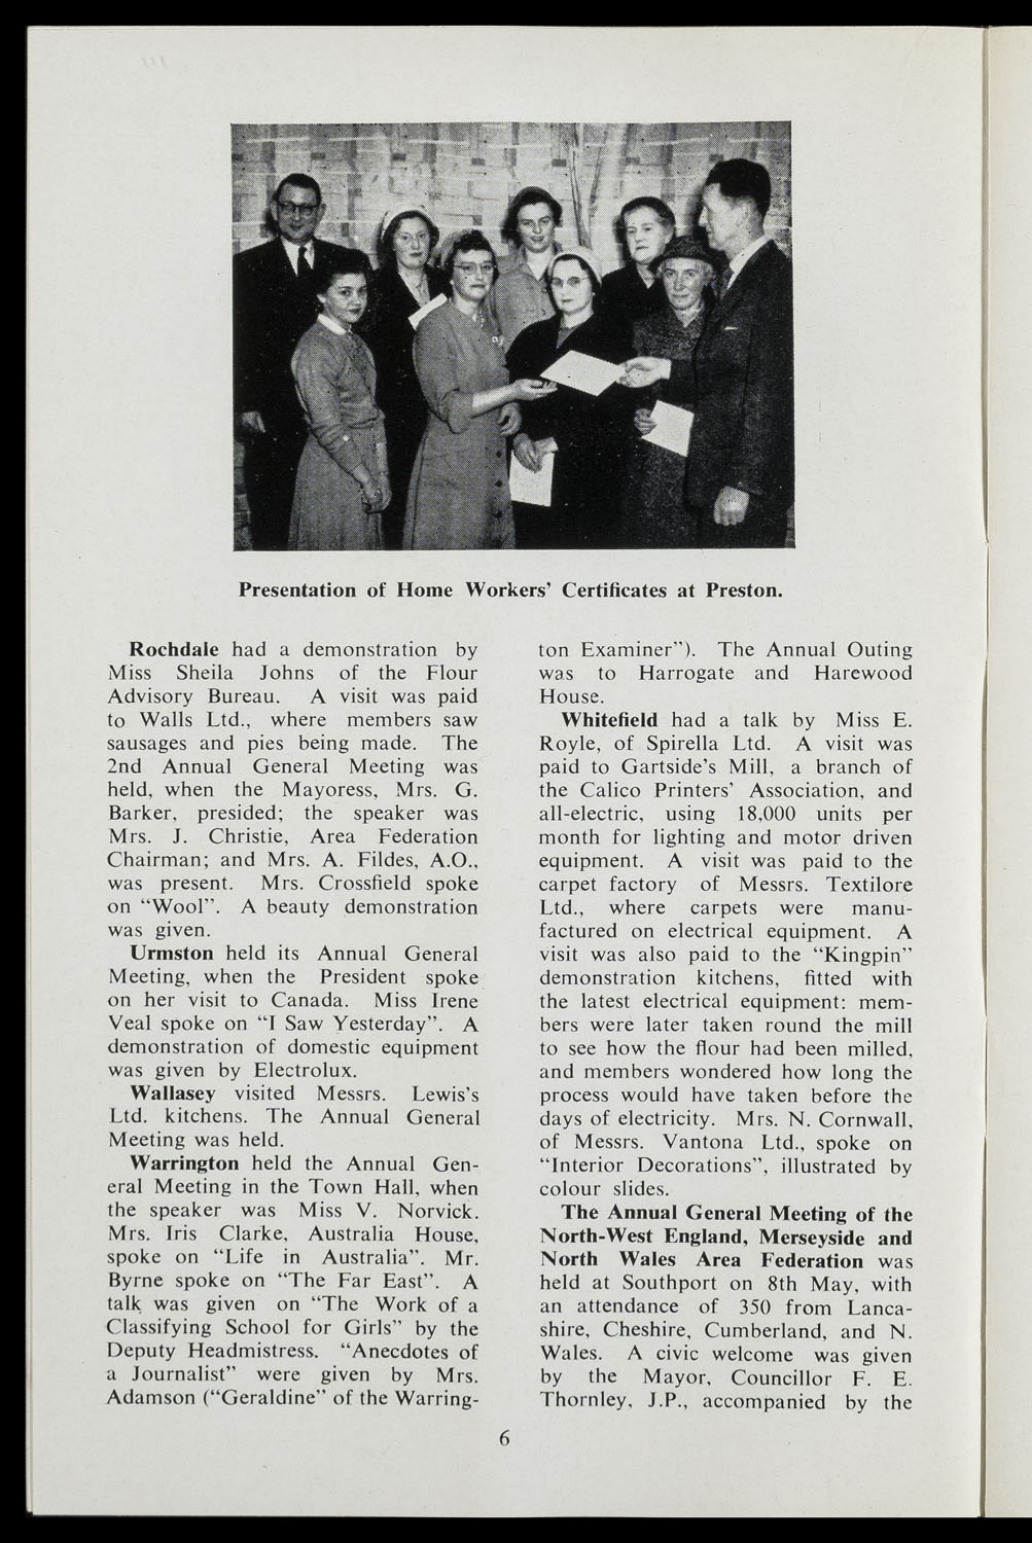 Presentation of Home Workers' Certificates at Preston.
Rochdale had a demonstration by
Miss Sheila Johns of the Flour
Advisory Bureau. A visit was paid
to Walls Ltd., where members saw
sausages and pies being made. The
2nd Annual General Meeting was
held, when the Mayoress, Mrs. G.
Barker, presided; the speaker was
Mrs. J. Christie, Area Federation
Chairman; and Mrs. A. Fildes, A.O.,
was present. Mrs. Crossfield spoke
on "Wool". A beauty demonstration
was given.
Urmston held its Annual General
Meeting, when the President spoke
on her visit to Canada. Miss Irene
Veal spoke on "I Saw Yesterday". A
demonstration of domestic equipment
was given by Electrolux.
Wallasey visited Messrs. Lewis's
Ltd. kitchens. The Annual General
Meeting was held.
Warrington held the Annual Gen-
eral Meeting in the Town Hall, when
the speaker was Miss V. Norvick.
Mrs. Iris Clarke, Australia House,
spoke on "Life in Australia". Mr.
Byrne spoke on "The Far East". A
talk was given on "The Work of a
Classifying School for Girls" by the
Deputy Headmistress. "Anecdotes of
a Journalist" were given by Mrs.
Adamson ("Geraldine" of the Warring-
ton Examiner"). The Annual Outing
was to Harrogate and Harewood
House.
Whitefield had a talk by Miss E.
Royle, of Spirella Ltd. A visit was
paid to Gartside's Mill, a branch of
the Calico Printers' Association, and
all-electric, using 18,000 units per
month for lighting and motor driven
equipment. A visit was paid to the
carpet factory of Messrs. Textilore
Ltd., where carpets were manu-
factured on electrical equipment. A
visit was also paid to the "Kingpin"
demonstration kitchens, fitted with
the latest electrical equipment: mem-
bers were later taken round the mill
to see how the flour had been milled,
and members wondered how long the
process would have taken before the
days of electricity. Mrs. N. Cornwall,
of Messrs. Vantona Ltd., spoke on
"Interior Decorations", illustrated by
colour slides.
The Annual General Meeting of the
North-West England, Merseyside and
North Wales Area Federation was
held at Southport on 8th May, with
an attendance of 350 from Lanca-
shire, Cheshire, Cumberland, and N.
Wales. A civic welcome was given
by the Mayor, Councillor F. E.
Thornley, J.P., accompanied by the
6